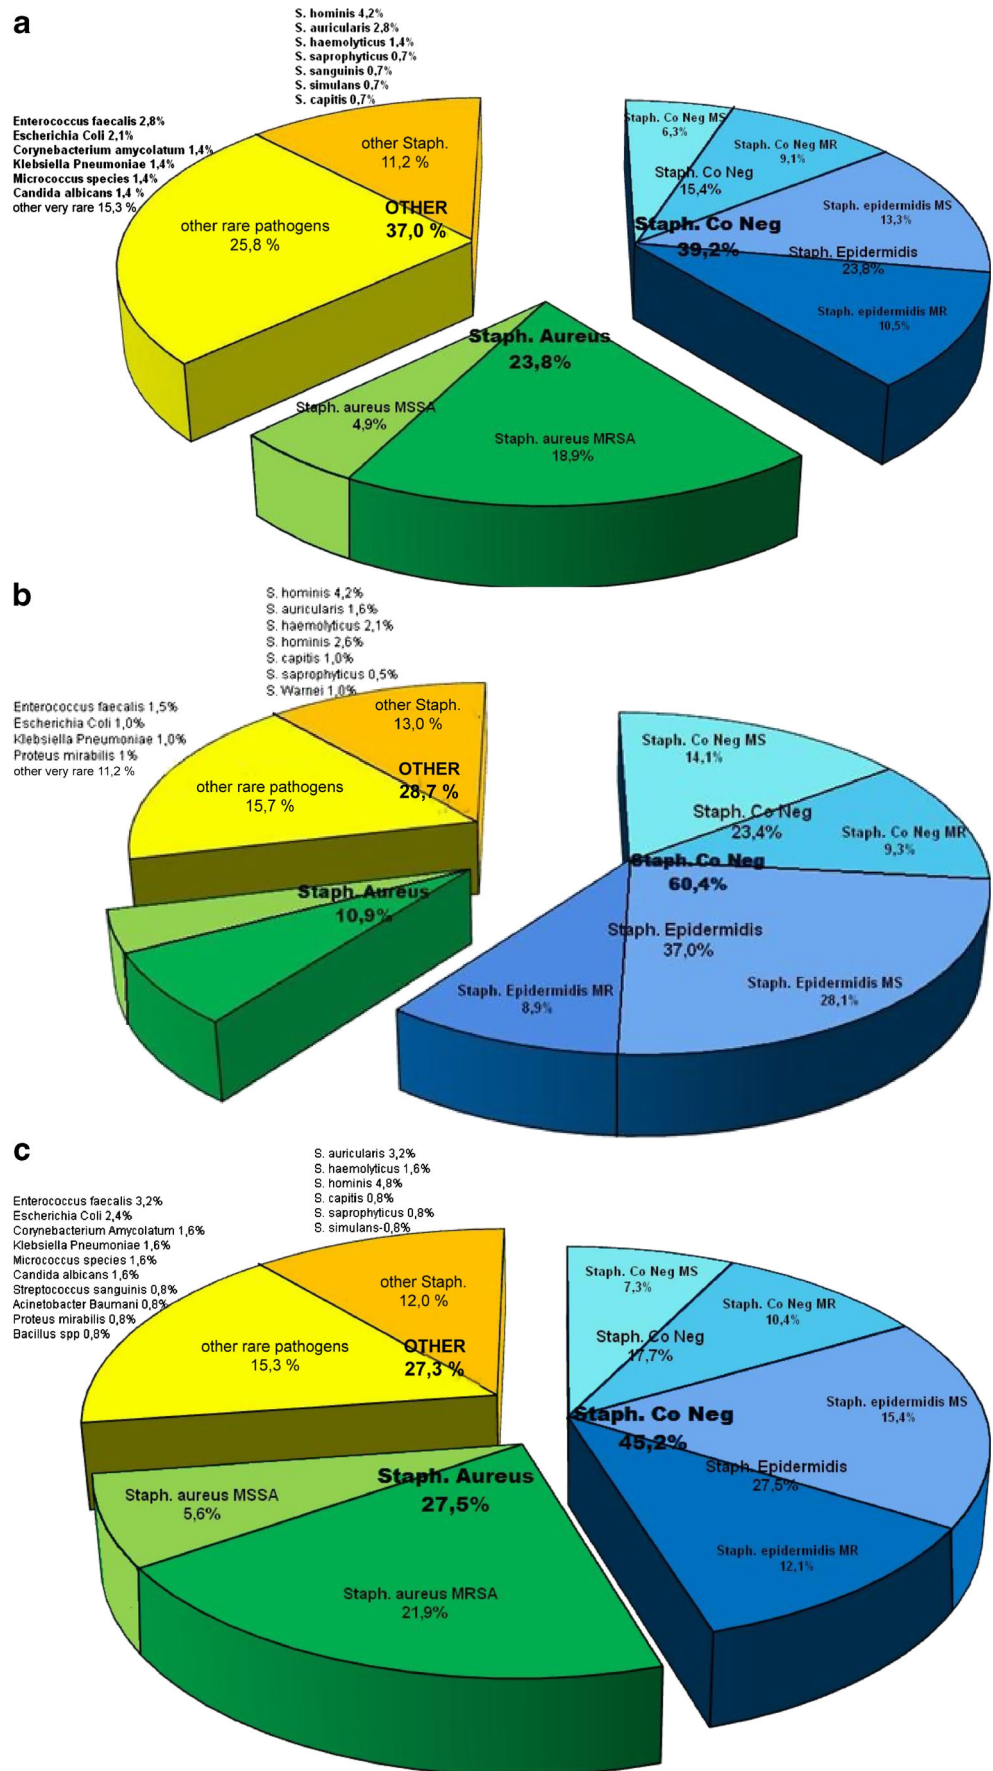 a
S. hominis 4,2%
S. auricularis 2,8%
S. haemolyticus 1,4%
S. saprophyticus 0,7%
S. sanguinis 0,7%
S. simulans 0,7%
S. capitis 0,7%
Enterococcus faecalis 2,8%
Escherichia Coli 2,1%
Corynebacterium amycolatum 1,4%
Klebsiella Pneumoniae 1,4%
Micrococcus species 1,4%
Candida albicans 1,4 %
other very rare 15,3 %
other Staph.
11,2 %
OTHER
37,0 %
other rare pathogens
25,8 %
Staph. Co Neg MS
6,3%
Staph. Co Neg MR
9,1%
Staph. Co Neg
15,4%
Staph. epidermidis MS
13,3%
Staph. Co Neg
39,2%
Staph. Epidermidis
23,8%
Staph. epidermidis MR
10,5%
Staph. Aureus
23,8%
Staph. aureus MSSA
4,9%
Staph. aureus MRSA
18,9%
b
S. hominis 4,2%
S. auricularis 1,6%
S. haemolyticus 2,1%
S. hominis 2,6%
S. capitis 1,0%
S. saprophyticus 0,5%
S. Warnei 1,0%
Enterococcus faecalis 1,5%
Escherichia Coli 1,0%
Klebsiella Pneumoniae 1,0%
Proteus mirabilis 1%
other very rare 11,2 %
other Staph.
13,0 %
OTHER
28,7 %
other rare pathogens
15,7 %
Staph. Co Neg MS
14,1%
Staph. Co Neg
23,4%
Staph. Co Neg MR
9,3%
Staph. Co Neg
60,4%
Staph. Aureus
10,9%
Staph. Epidermidis
37,0%
Staph. Epidermidis MR
8,9%
Staph. Epidermidis MS
28,1%
c
S. auricularis 3,2%
S. haemolyticus 1,6%
S. hominis 4,8%
S. capitis 0,8%
S. saprophyticus 0,8%
S. simulans-0,8%
Enterococcus faecalis 3,2%
Escherichia Coli 2,4%
Corynebacterium Amycolatum 1,6%
Klebsiella Pneumoniae 1,6%
Micrococcus species 1,6%
Candida albicans 1,6%
Streptococcus sanguinis 0,8%
Acinetobacter Baumani 0,8%
Proteus mirabilis 0,8%
Bacillus spp 0,8%
other Staph.
12,0 %
OTHER
27,3 %
other rare pathogens
15,3 %
Staph. Co Neg MS
7,3%
Staph. Co Neg MR
10,4%
Staph. Co Neg
17,7%
Staph. epidermidis MS
15,4%
Staph. Co Neg
45,2%
Staph. Epidermidis
27,5%
Staph. epidermidis MR
12,1%
Staph. Aureus
27,5%
Staph. aureus MSSA
5,6%
Staph. aureus MRSA
21,9%